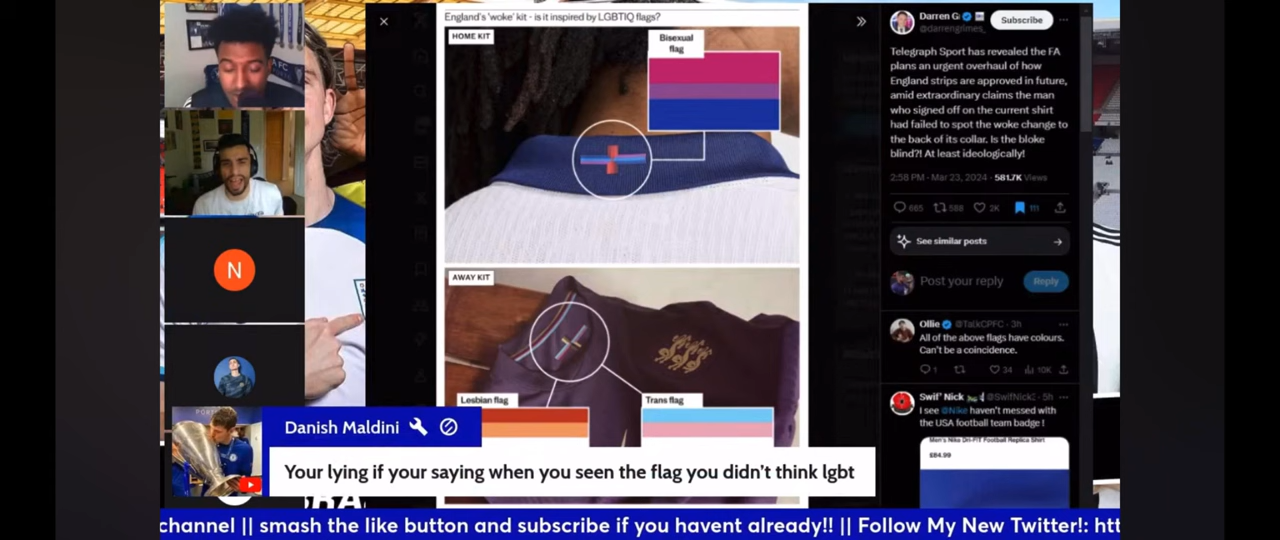 England's 'woke' kit - is it inspired by LGBTIQ flags?
HOME KIT
Bisexual
flag
AWAY KIT
Lesbian flag
Trans flag
Darren G
Subscribe
@darrengrimes_
Telegraph Sport has revealed the FA
plans an urgent overhaul of how
England strips are approved in future,
amid extraordinary claims the man
who signed off on the current shirt
had failed to spot the woke change to
the back of its collar. Is the bloke
blind?! At least ideologically!
2:58 PM · Mar 23, 2024 · 581.7K Views
665 588 2K 111
See similar posts
Post your reply
Reply
Ollie @TalkCPFC · 3h
All of the above flags have colours.
Can't be a coincidence.
1 34 10K
Swif' Nick · 5h
I see @Nike haven't messed with
the USA football team badge !
Men's Nike Dri-FIT Football Replica Shirt
£84.99
N
Danish Maldini
Your lying if your saying when you seen the flag you didn't think lgbt
channel || smash the like button and subscribe if you havent already!! || Follow My New Twitter!: htt